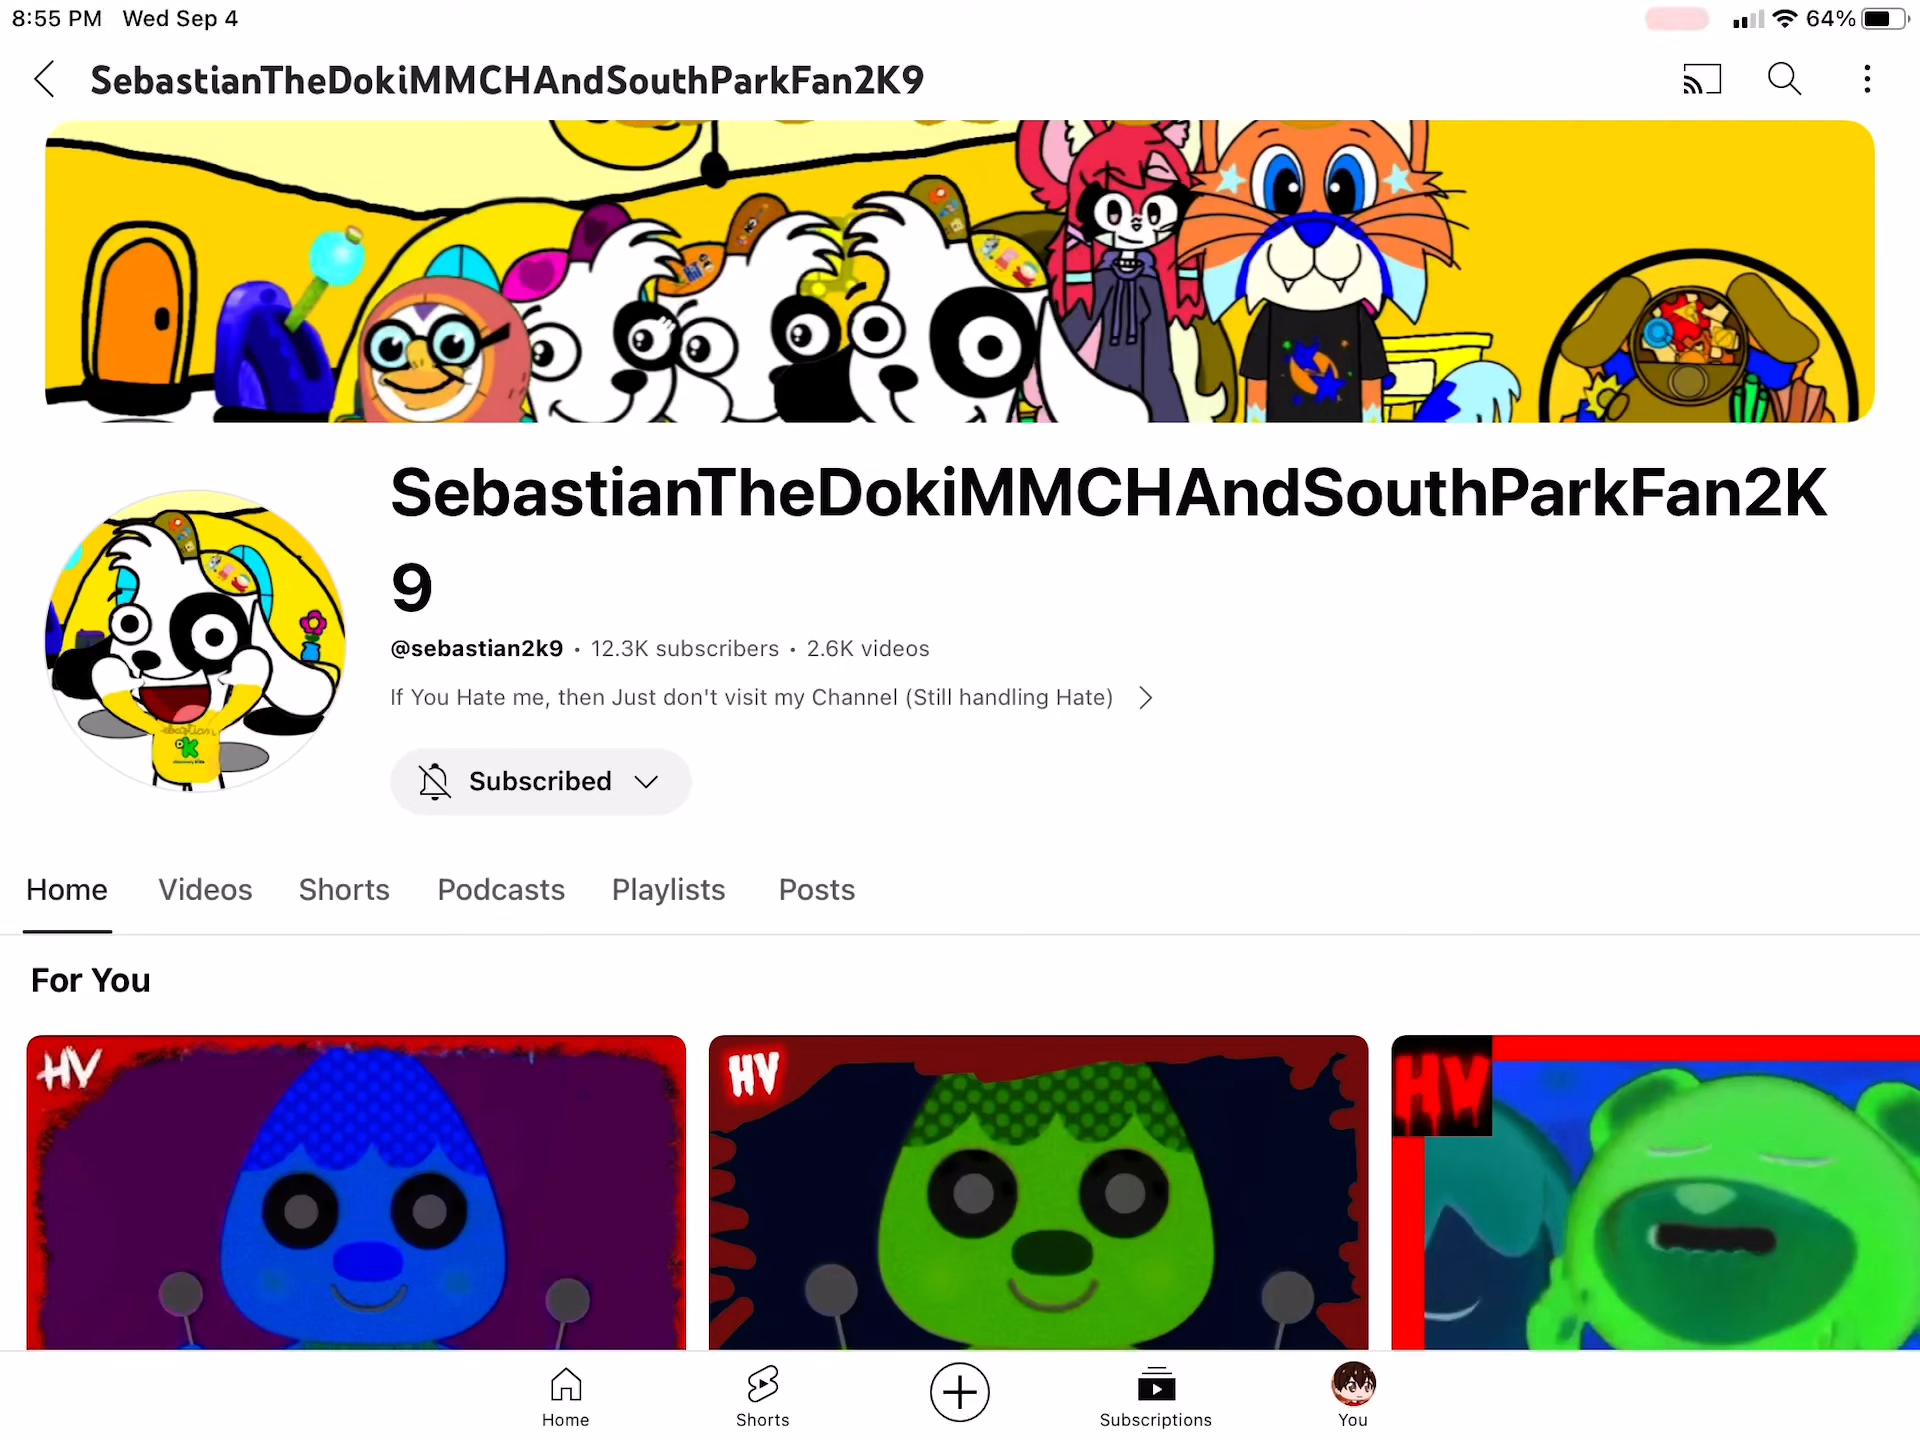 8:55 PM Wed Sep 4
64%
SebastianTheDokiMMCHAndSouthParkFan2K9
SebastianTheDokiMMCHAndSouthParkFan2K
9
@sebastian2k9 • 12.3K subscribers • 2.6K videos
If You Hate me, then Just don't visit my Channel (Still handling Hate)
Subscribed
Home Videos Shorts Podcasts Playlists Posts
For You
HV HV HV
Home Shorts Subscriptions You